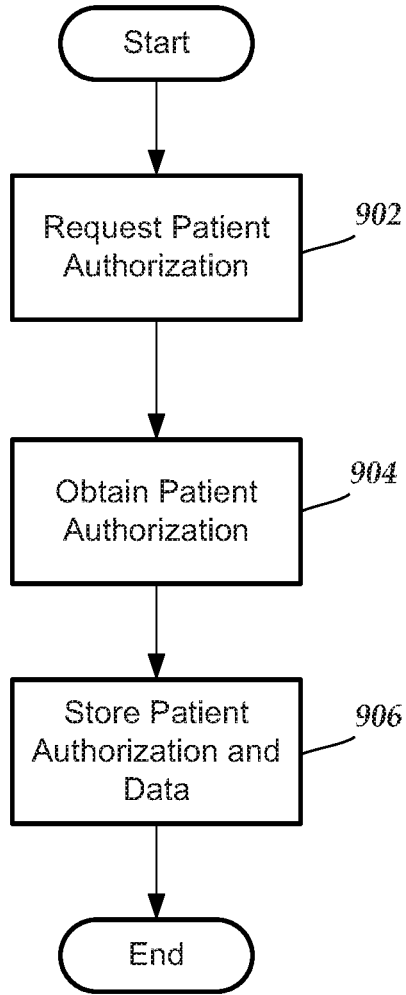 Start
Request Patient
Authorization
902
Obtain Patient
Authorization
904
Store Patient
Authorization and
Data
906
End